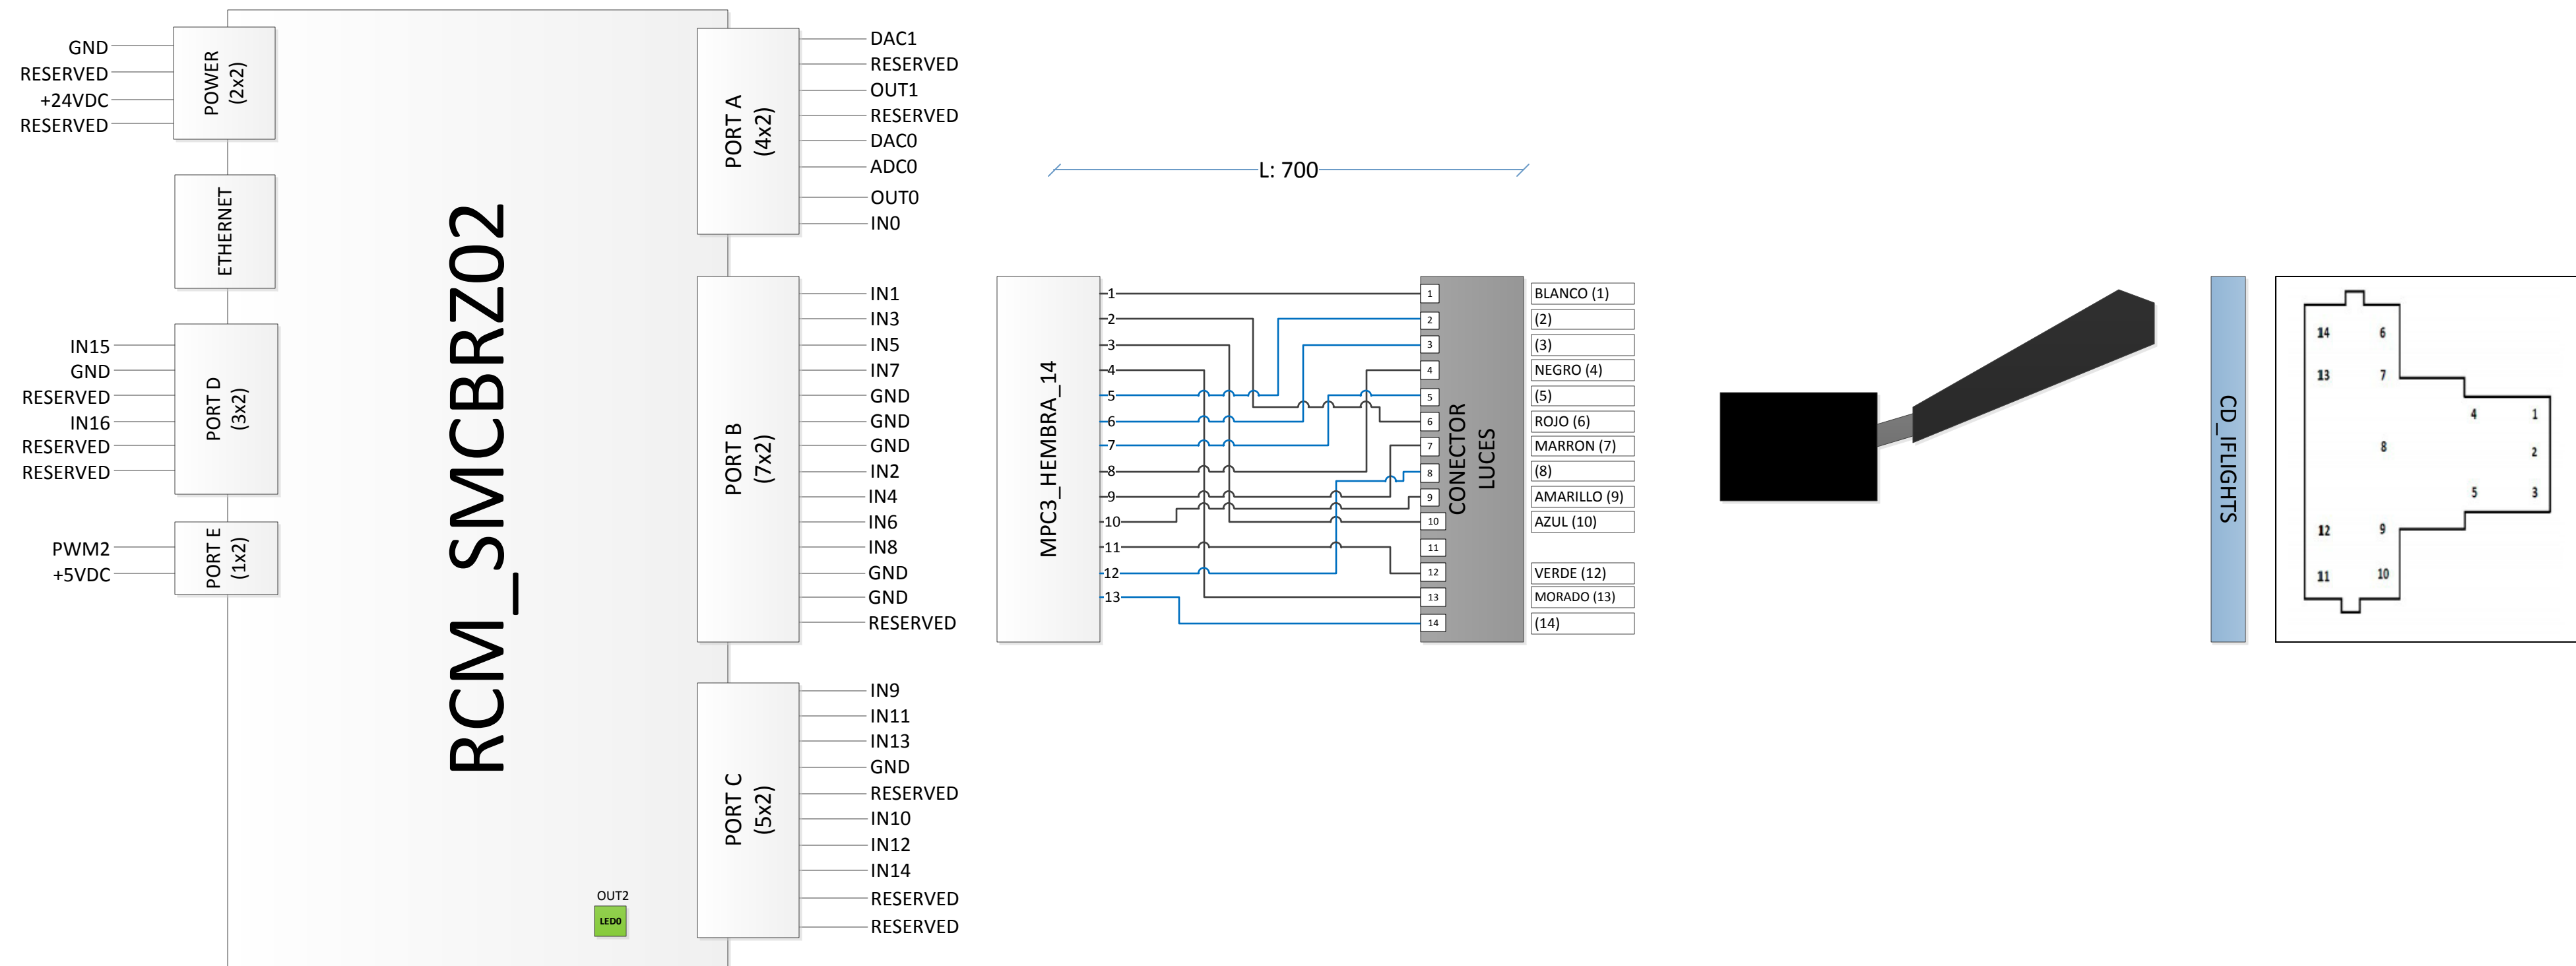 GND
RESERVED
+24VDC
RESERVED
POWER
(2x2)
ETHERNET
IN15
GND
RESERVED
IN16
RESERVED
RESERVED
PORT D
(3x2)
PWM2
+5VDC
PORT E
(1x2)
RCM_SMCBRZ02
OUT2
LED0
PORT A
(4x2)
DAC1
RESERVED
OUT1
RESERVED
DAC0
ADC0
OUT0
IN0
PORT B
(7x2)
IN1
IN3
IN5
IN7
GND
GND
GND
IN2
IN4
IN6
IN8
GND
GND
RESERVED
PORT C
(5x2)
IN9
IN11
IN13
GND
RESERVED
IN10
IN12
IN14
RESERVED
RESERVED
L: 700
MPC3_HEMBRA_14
1
2
3
4
5
6
7
8
9
10
11
12
13
1
2
3
4
5
6
7
8
9
10
11
12
13
14
CONECTOR
LUCES
BLANCO (1)
(2)
(3)
NEGRO (4)
(5)
ROJO (6)
MARRON (7)
(8)
AMARILLO (9)
AZUL (10)
VERDE (12)
MORADO (13)
(14)
CD_IFLIGHTS
14 6
13 7
4 1
8 2
5 3
12 9
11 10